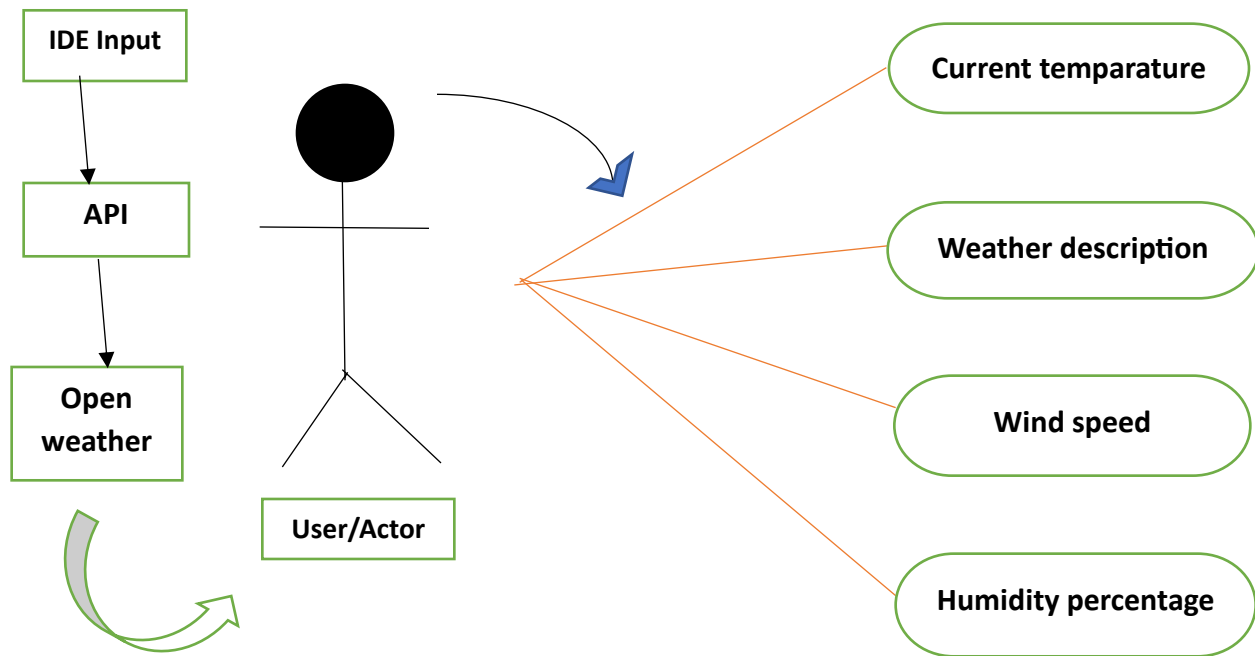 IDE Input
API
Open
weather
User/Actor
Current temparature
Weather description
Wind speed
Humidity percentage